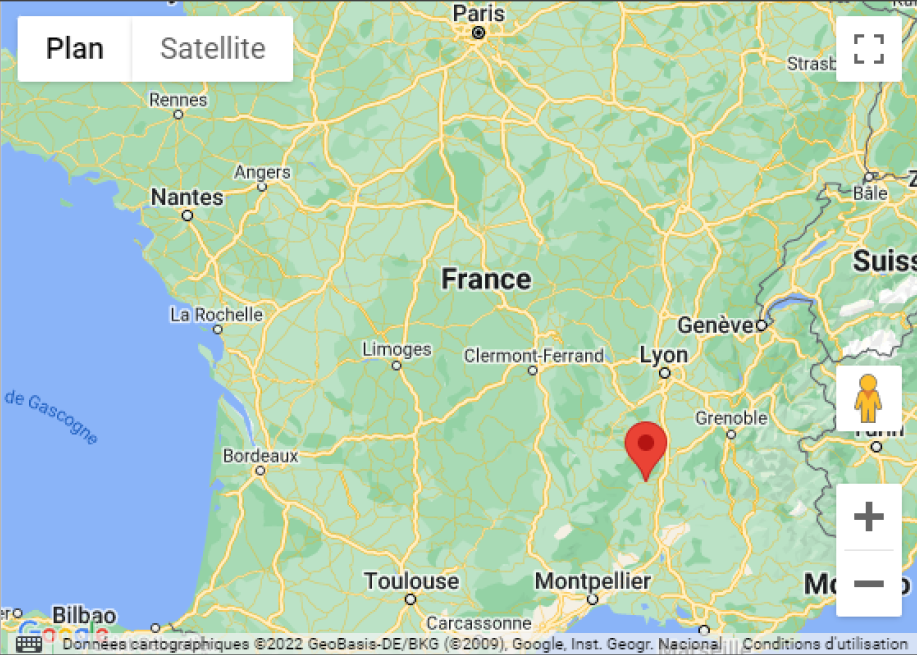 Paris
Plan
Satellite
Strasb
Rennes
Angers
Bâle
Nantes
Suiss
France
La Rochelle
Genève
Limoges
Clermont-Ferrand
Lyon
de Gascogne
Grenoble
Turin
Bordeaux
Toulouse
Montpellier
Bilbao
Carcassonne
Google
Marseille
Données cartographiques ©2022 GeoBasis-DE/BKG (©2009), Google, Inst. Geogr. Nacional
Conditions d'utilisation